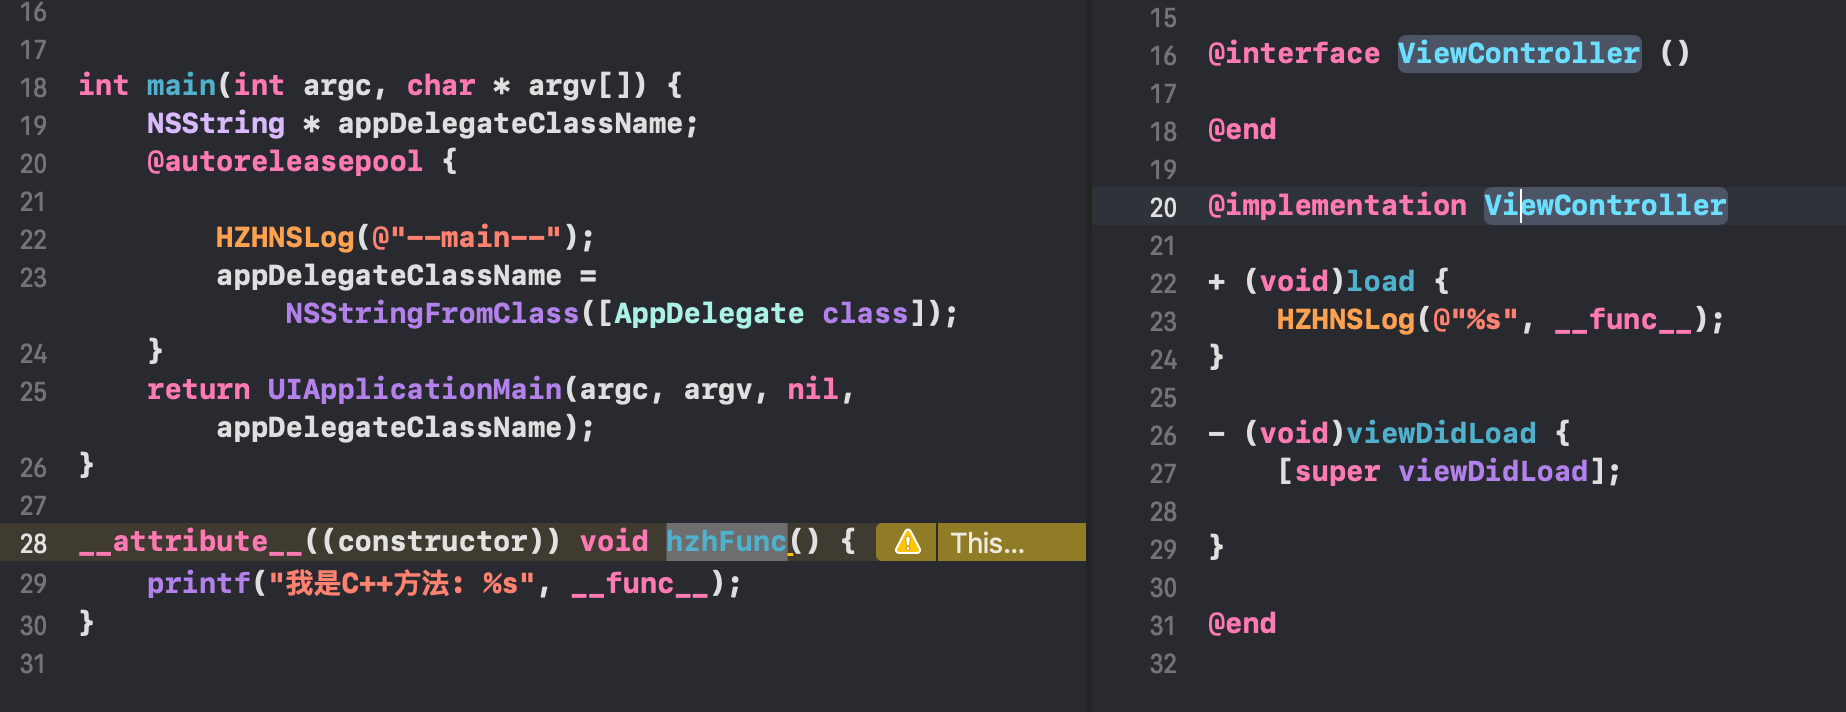 16
17
18 int main(int argc, char * argv[]) {
19 NSString * appDelegateClassName;
20 @autoreleasepool {
21
22 HZHNSLog(@"--main--");
23 appDelegateClassName =
NSStringFromClass([AppDelegate class]);
24 }
25 return UIApplicationMain(argc, argv, nil,
appDelegateClassName);
26 }
27
28 __attribute__((constructor)) void hzhFunc() { This...
29 printf("我是C++方法: %s", __func__);
30 }
31
15
16 @interface ViewController ()
17
18 @end
19
20 @implementation ViewController
21
22 + (void)load {
23 HZHNSLog(@"%s", __func__);
24 }
25
26 - (void)viewDidLoad {
27 [super viewDidLoad];
28
29 }
30
31 @end
32